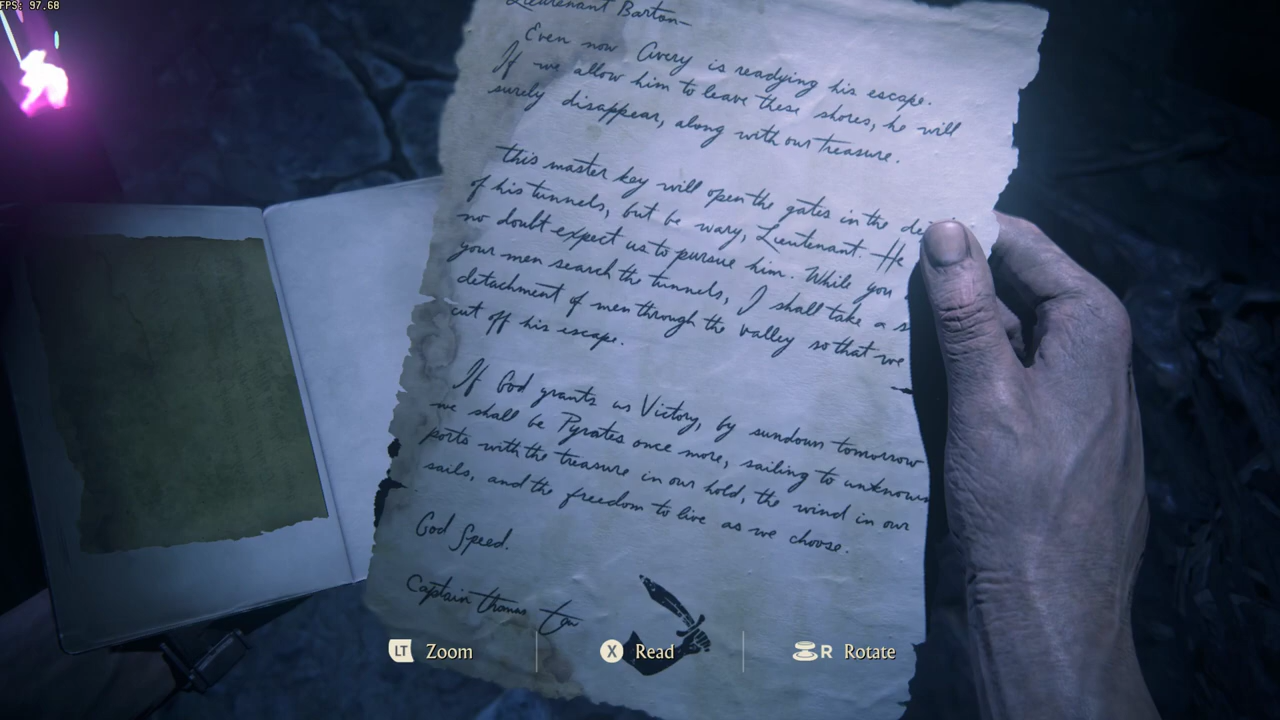 FPS: 97.68
Lieutenant Barton—
Even now Avery is readying his escape.
If we allow him to leave these shores, he will
surely disappear, along with our treasure.
this master key will open the gates in the de
of his tunnels, but be wary, Lieutenant. He
no doubt expect us to pursue him. While you
your men search the tunnels, I shall take a s
detachment of men through the valley so that we
cut off his escape.
If God grants us Victory, by sundown tomorrow
we shall be Pyrates once more, sailing to unknown
ports with the treasure in our hold, the wind in our
sails, and the freedom to live as we choose.
God Speed.
Captain Thomas Tew
LT Zoom
X Read
R Rotate